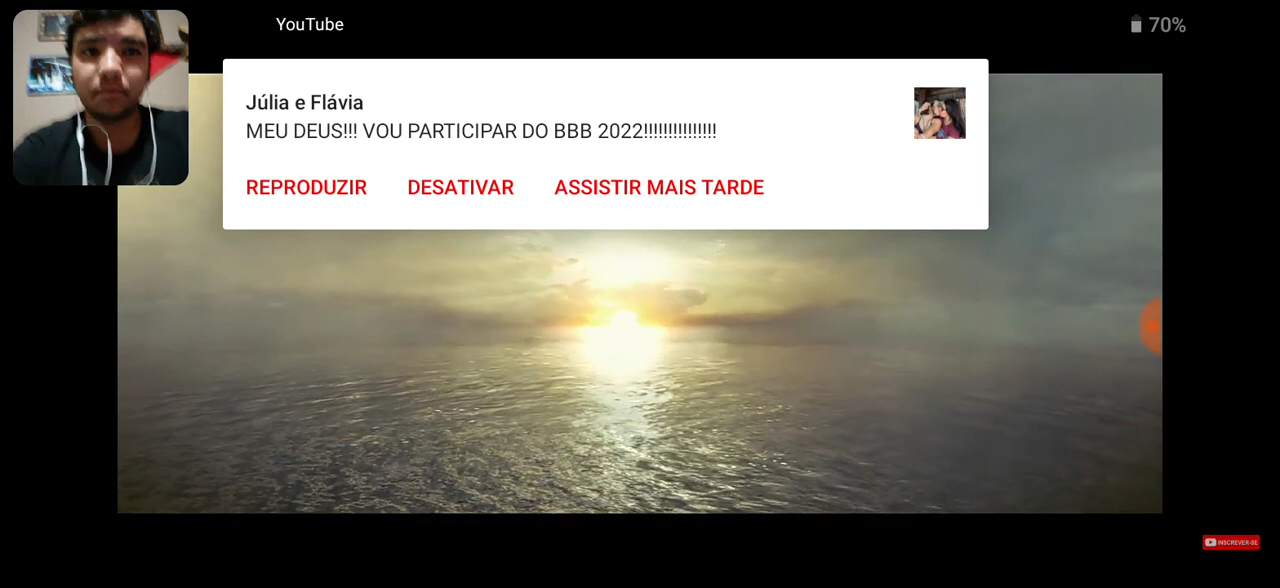 YouTube
70%
Júlia e Flávia
MEU DEUS!!! VOU PARTICIPAR DO BBB 2022!!!!!!!!!!!!!!!
REPRODUZIR DESATIVAR ASSISTIR MAIS TARDE
INSCREVER-SE